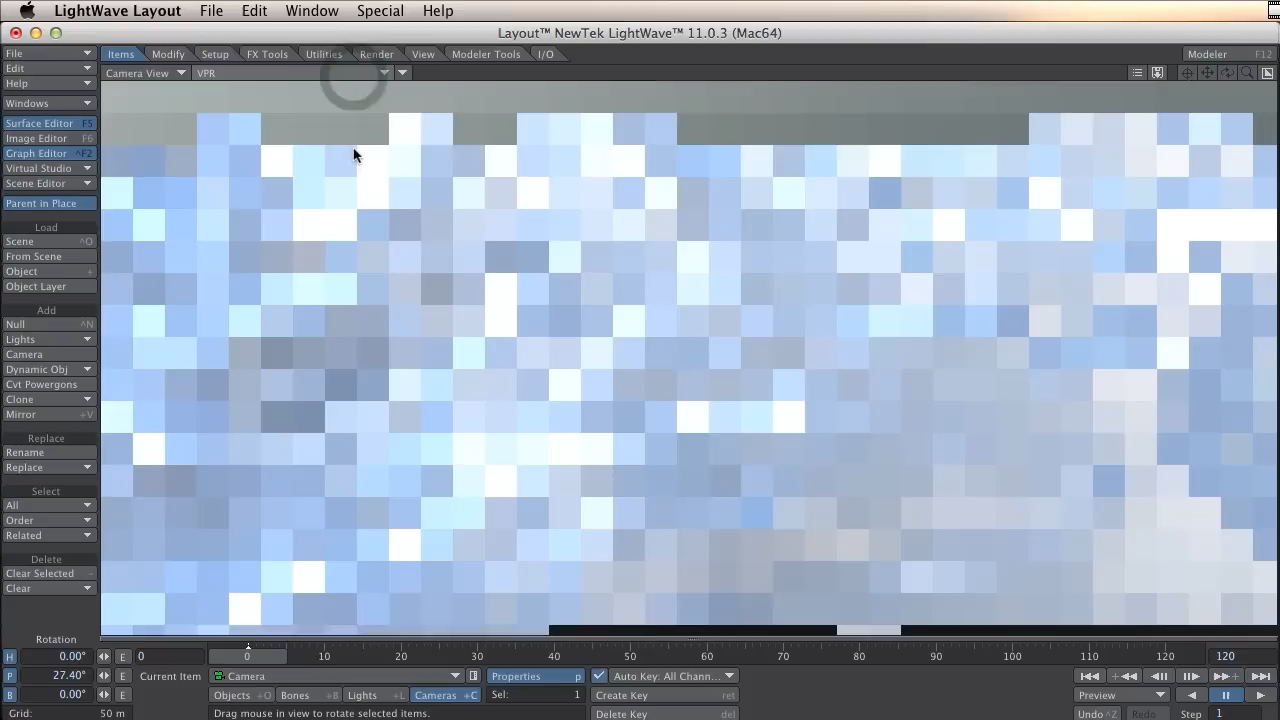 LightWave Layout File Edit Window Special Help
Layout™ NewTek LightWave™ 11.0.3 (Mac64)
File Items Modify Setup FX Tools Utilities Render View Modeler Tools I/O Modeler F12
Edit Camera View VPR
Help
Windows
Surface Editor F5
Image Editor F6
Graph Editor ^F2
Virtual Studio
Scene Editor
Parent in Place
Load
Scene ^O
From Scene
Object +
Object Layer
Add
Null ^N
Lights
Camera
Dynamic Obj
Cvt Powergons
Clone
Mirror +V
Replace
Rename
Replace
Select
All
Order
Related
Delete
Clear Selected -
Clear
Rotation
H 0.00° E 0 0 10 20 30 40 50 60 70 80 90 100 110 120 120
P 27.40° E Current Item Camera Properties p Auto Key: All Chann...
B 0.00° E Objects +O Bones +B Lights +L Cameras +C Sel: 1 Create Key ret Preview
Grid: 50 m Drag mouse in view to rotate selected items. Delete Key del Undo ^Z Redo Step 1